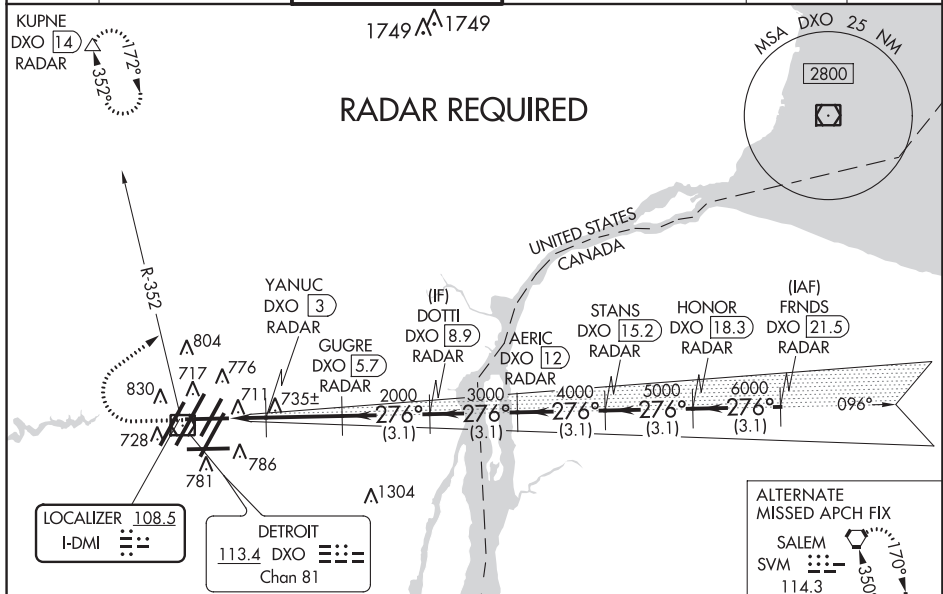 KUPNE
DXO 14
RADAR
172°
352°
1749 1749
MSA DXO 25 NM
2800
RADAR REQUIRED
UNITED STATES
CANADA
R-352
YANUC
DXO 3
RADAR
GUGRE
DXO 5.7
RADAR
(IF)
DOTTI
DXO 8.9
RADAR
AERIC
DXO 12
RADAR
STANS
DXO 15.2
RADAR
HONOR
DXO 18.3
RADAR
(IAF)
FRNDS
DXO 21.5
RADAR
804
717
776
830
711
735±
728
786
781
1304
2000 3000 4000 5000 6000
276° 276° 276° 276° 276°
096°
(3.1) (3.1) (3.1) (3.1) (3.1)
LOCALIZER 108.5
I-DMI
DETROIT
113.4 DXO
Chan 81
ALTERNATE
MISSED APCH FIX
SALEM
SVM
114.3
170°
350°